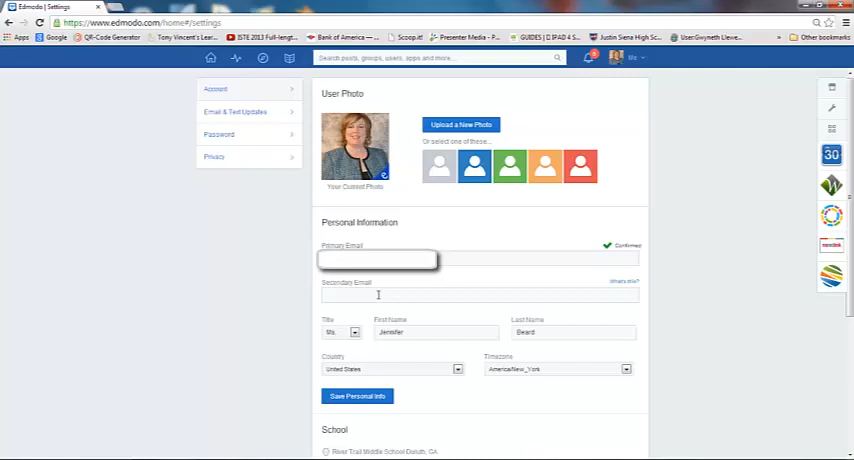 Edmodo | Settings
https://www.edmodo.com/home#/settings
Apps Google QR-Code Generator Tony Vincent's Lear... ISTE 2013 Full-lengt... Bank of America — ... Scoop.it! Presenter Media - P... GUIDES | D IPAD 4 S... Justin Siena High Sc... User:Gwyneth Llewe... » Other bookmarks
Search posts, groups, users, apps and more...
Me
Account
Email & Text Updates
Password
Privacy
User Photo
Upload a New Photo
Or select one of these...
Your Current Photo
Personal Information
Primary Email
Confirmed
Secondary Email
What's this?
Title First Name Last Name
Ms. Jennifer Beard
Country Timezone
United States America/New_York
Save Personal Info
School
River Trail Middle School Duluth, GA
30